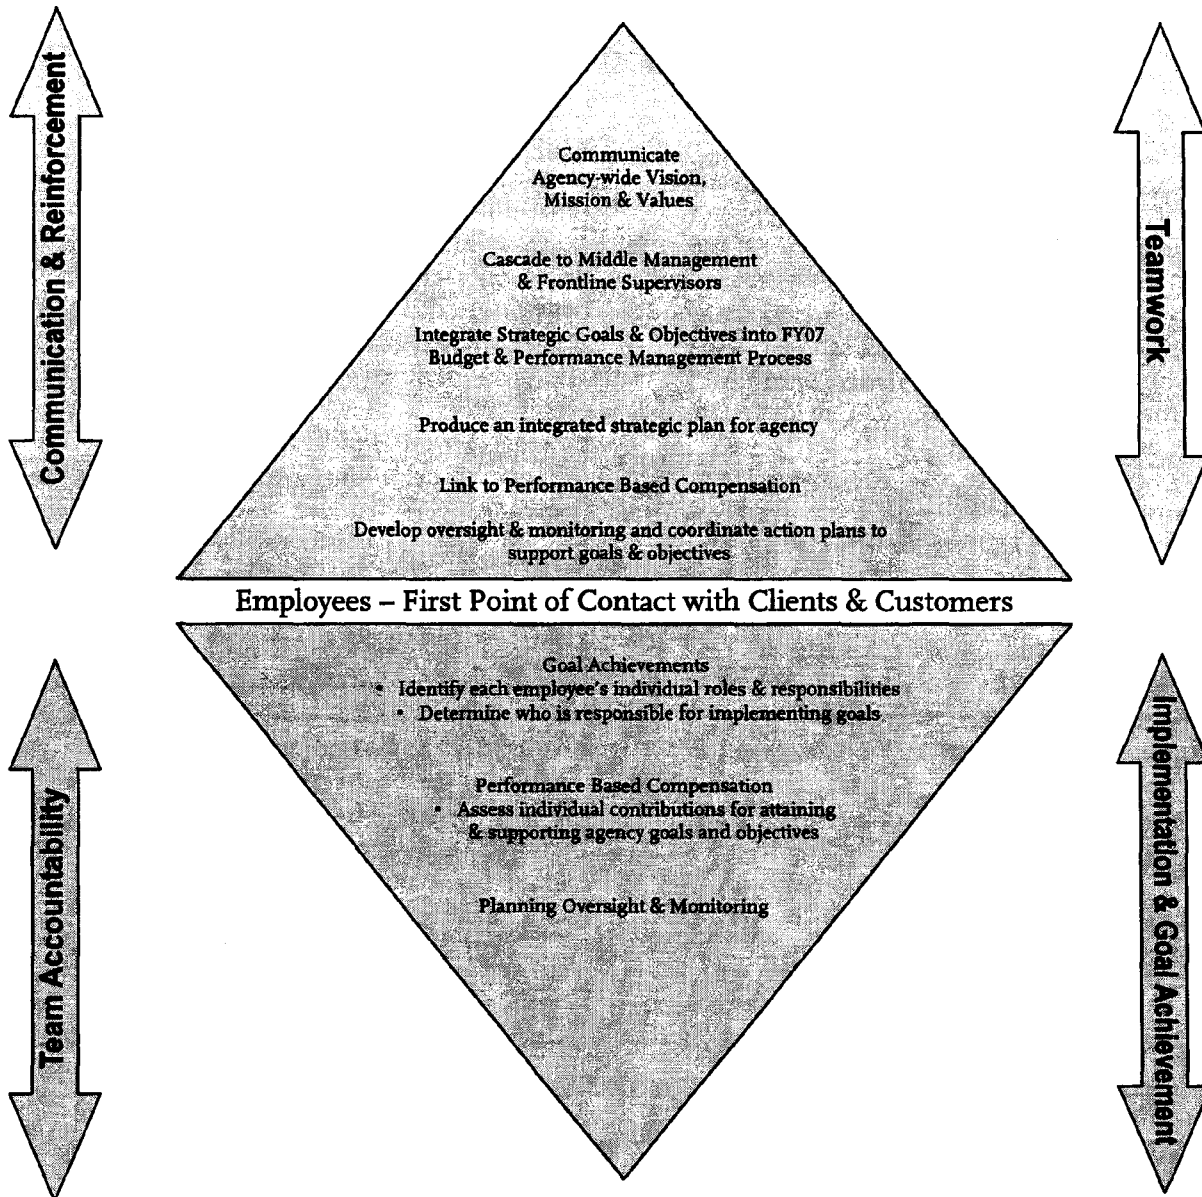 Communication & Reinforcement
Teamwork
Communicate
Agency-wide Vision,
Mission & Values
Cascade to Middle Management
& Frontline Supervisors
Integrate Strategic Goals & Objectives into FY07
Budget & Performance Management Process
Produce an integrated strategic plan for agency
Link to Performance Based Compensation
Develop oversight & monitoring and coordinate action plans to
support goals & objectives
Employees – First Point of Contact with Clients & Customers
Team Accountability
Implementation & Goal Achievement
Goal Achievements
• Identify each employee's individual roles & responsibilities
• Determine who is responsible for implementing goals
Performance Based Compensation
• Assess individual contributions for attaining
& supporting agency goals and objectives
Planning Oversight & Monitoring